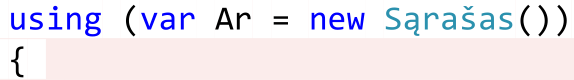 using (var Ar = new Sąrašas())
{